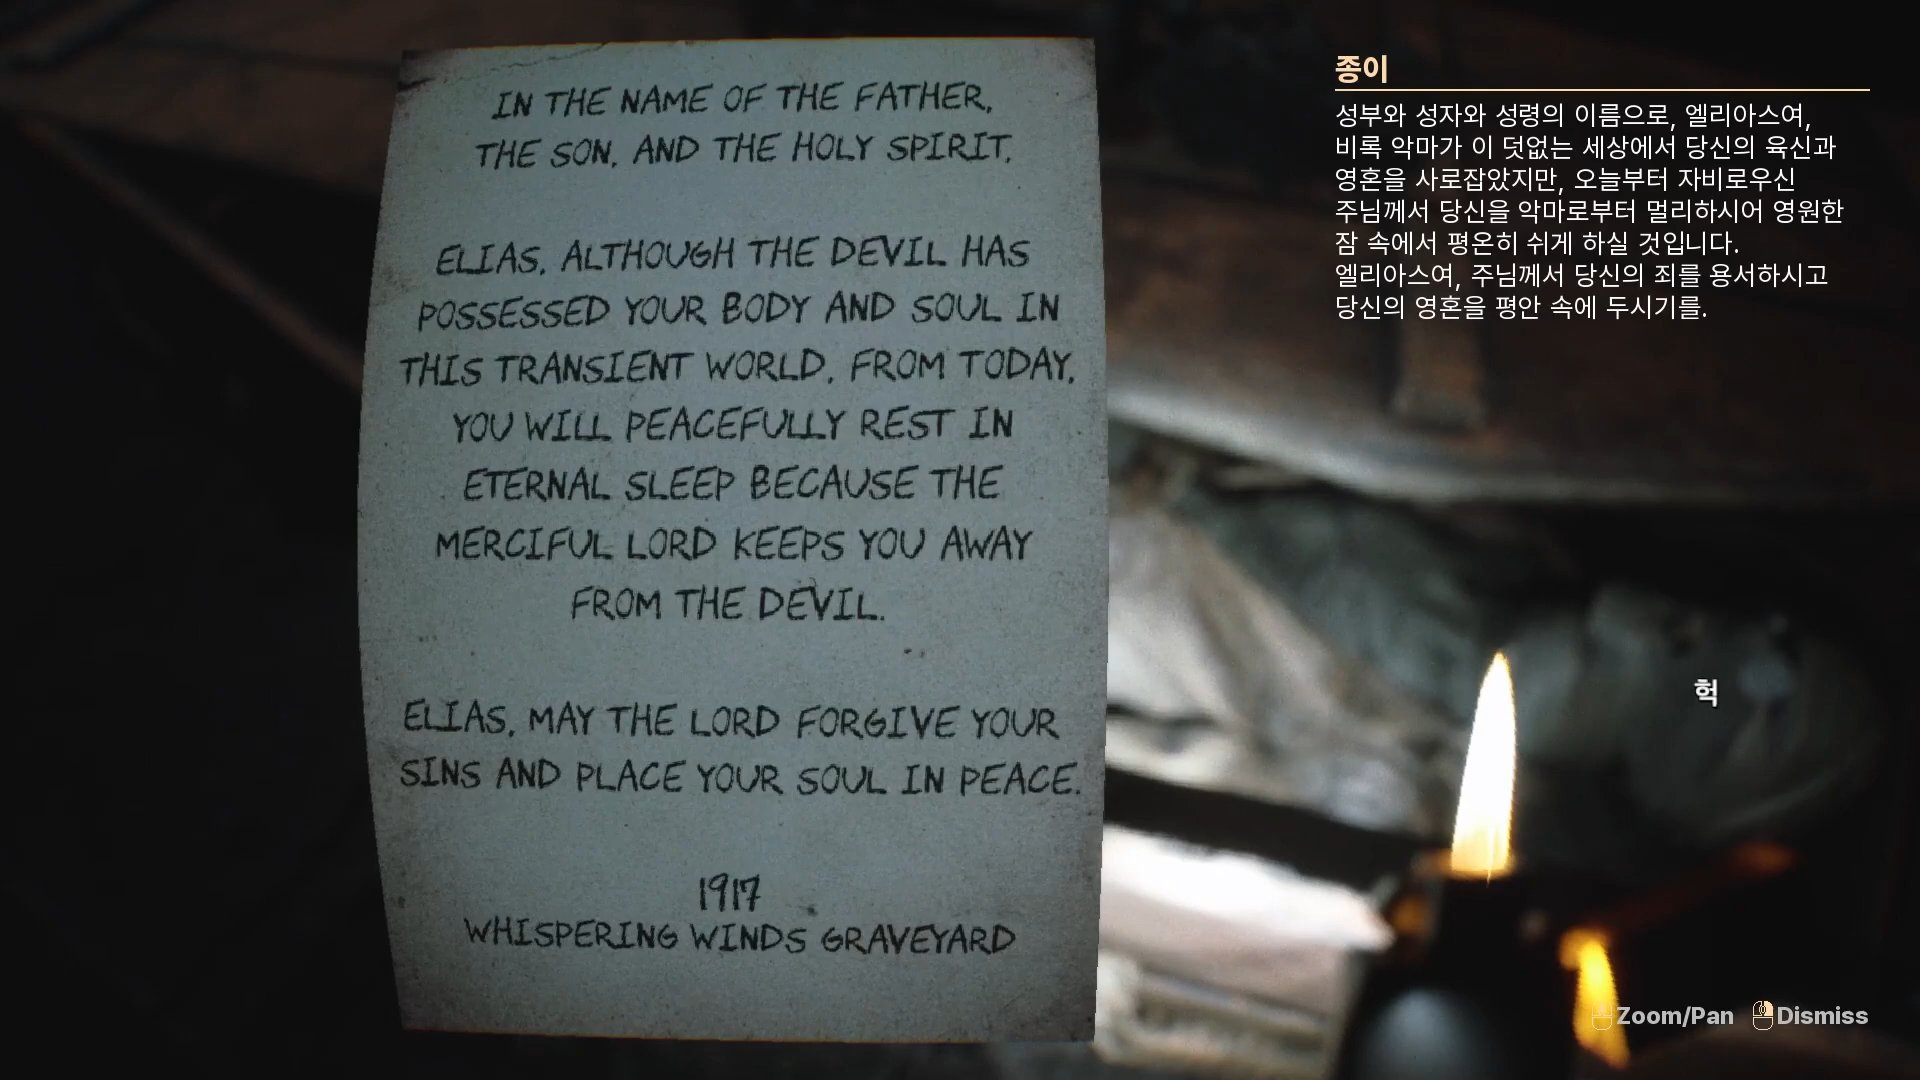 IN THE NAME OF THE FATHER,
THE SON, AND THE HOLY SPIRIT,
ELIAS, ALTHOUGH THE DEVIL HAS
POSSESSED YOUR BODY AND SOUL IN
THIS TRANSIENT WORLD, FROM TODAY,
YOU WILL PEACEFULLY REST IN
ETERNAL SLEEP BECAUSE THE
MERCIFUL LORD KEEPS YOU AWAY
FROM THE DEVIL.
ELIAS, MAY THE LORD FORGIVE YOUR
SINS AND PLACE YOUR SOUL IN PEACE.
1917
WHISPERING WINDS GRAVEYARD
종이
성부와 성자와 성령의 이름으로, 엘리아스여,
비록 악마가 이 덧없는 세상에서 당신의 육신과
영혼을 사로잡았지만, 오늘부터 자비로우신
주님께서 당신을 악마로부터 멀리하시어 영원한
잠 속에서 평온히 쉬게 하실 것입니다.
엘리아스여, 주님께서 당신의 죄를 용서하시고
당신의 영혼을 평안 속에 두시기를.
헉
Zoom/Pan Dismiss